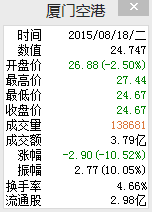 厦门空港
时间 2015/08/18/二
数值 24.747
开盘价 26.88(-2.50%)
最高价 27.44
最低价 24.67
收盘价 24.67
成交量 138681
成交额 3.79亿
涨幅 -2.90(-10.52%)
振幅 2.77(10.05%)
换手率 4.66%
流通股 2.98亿